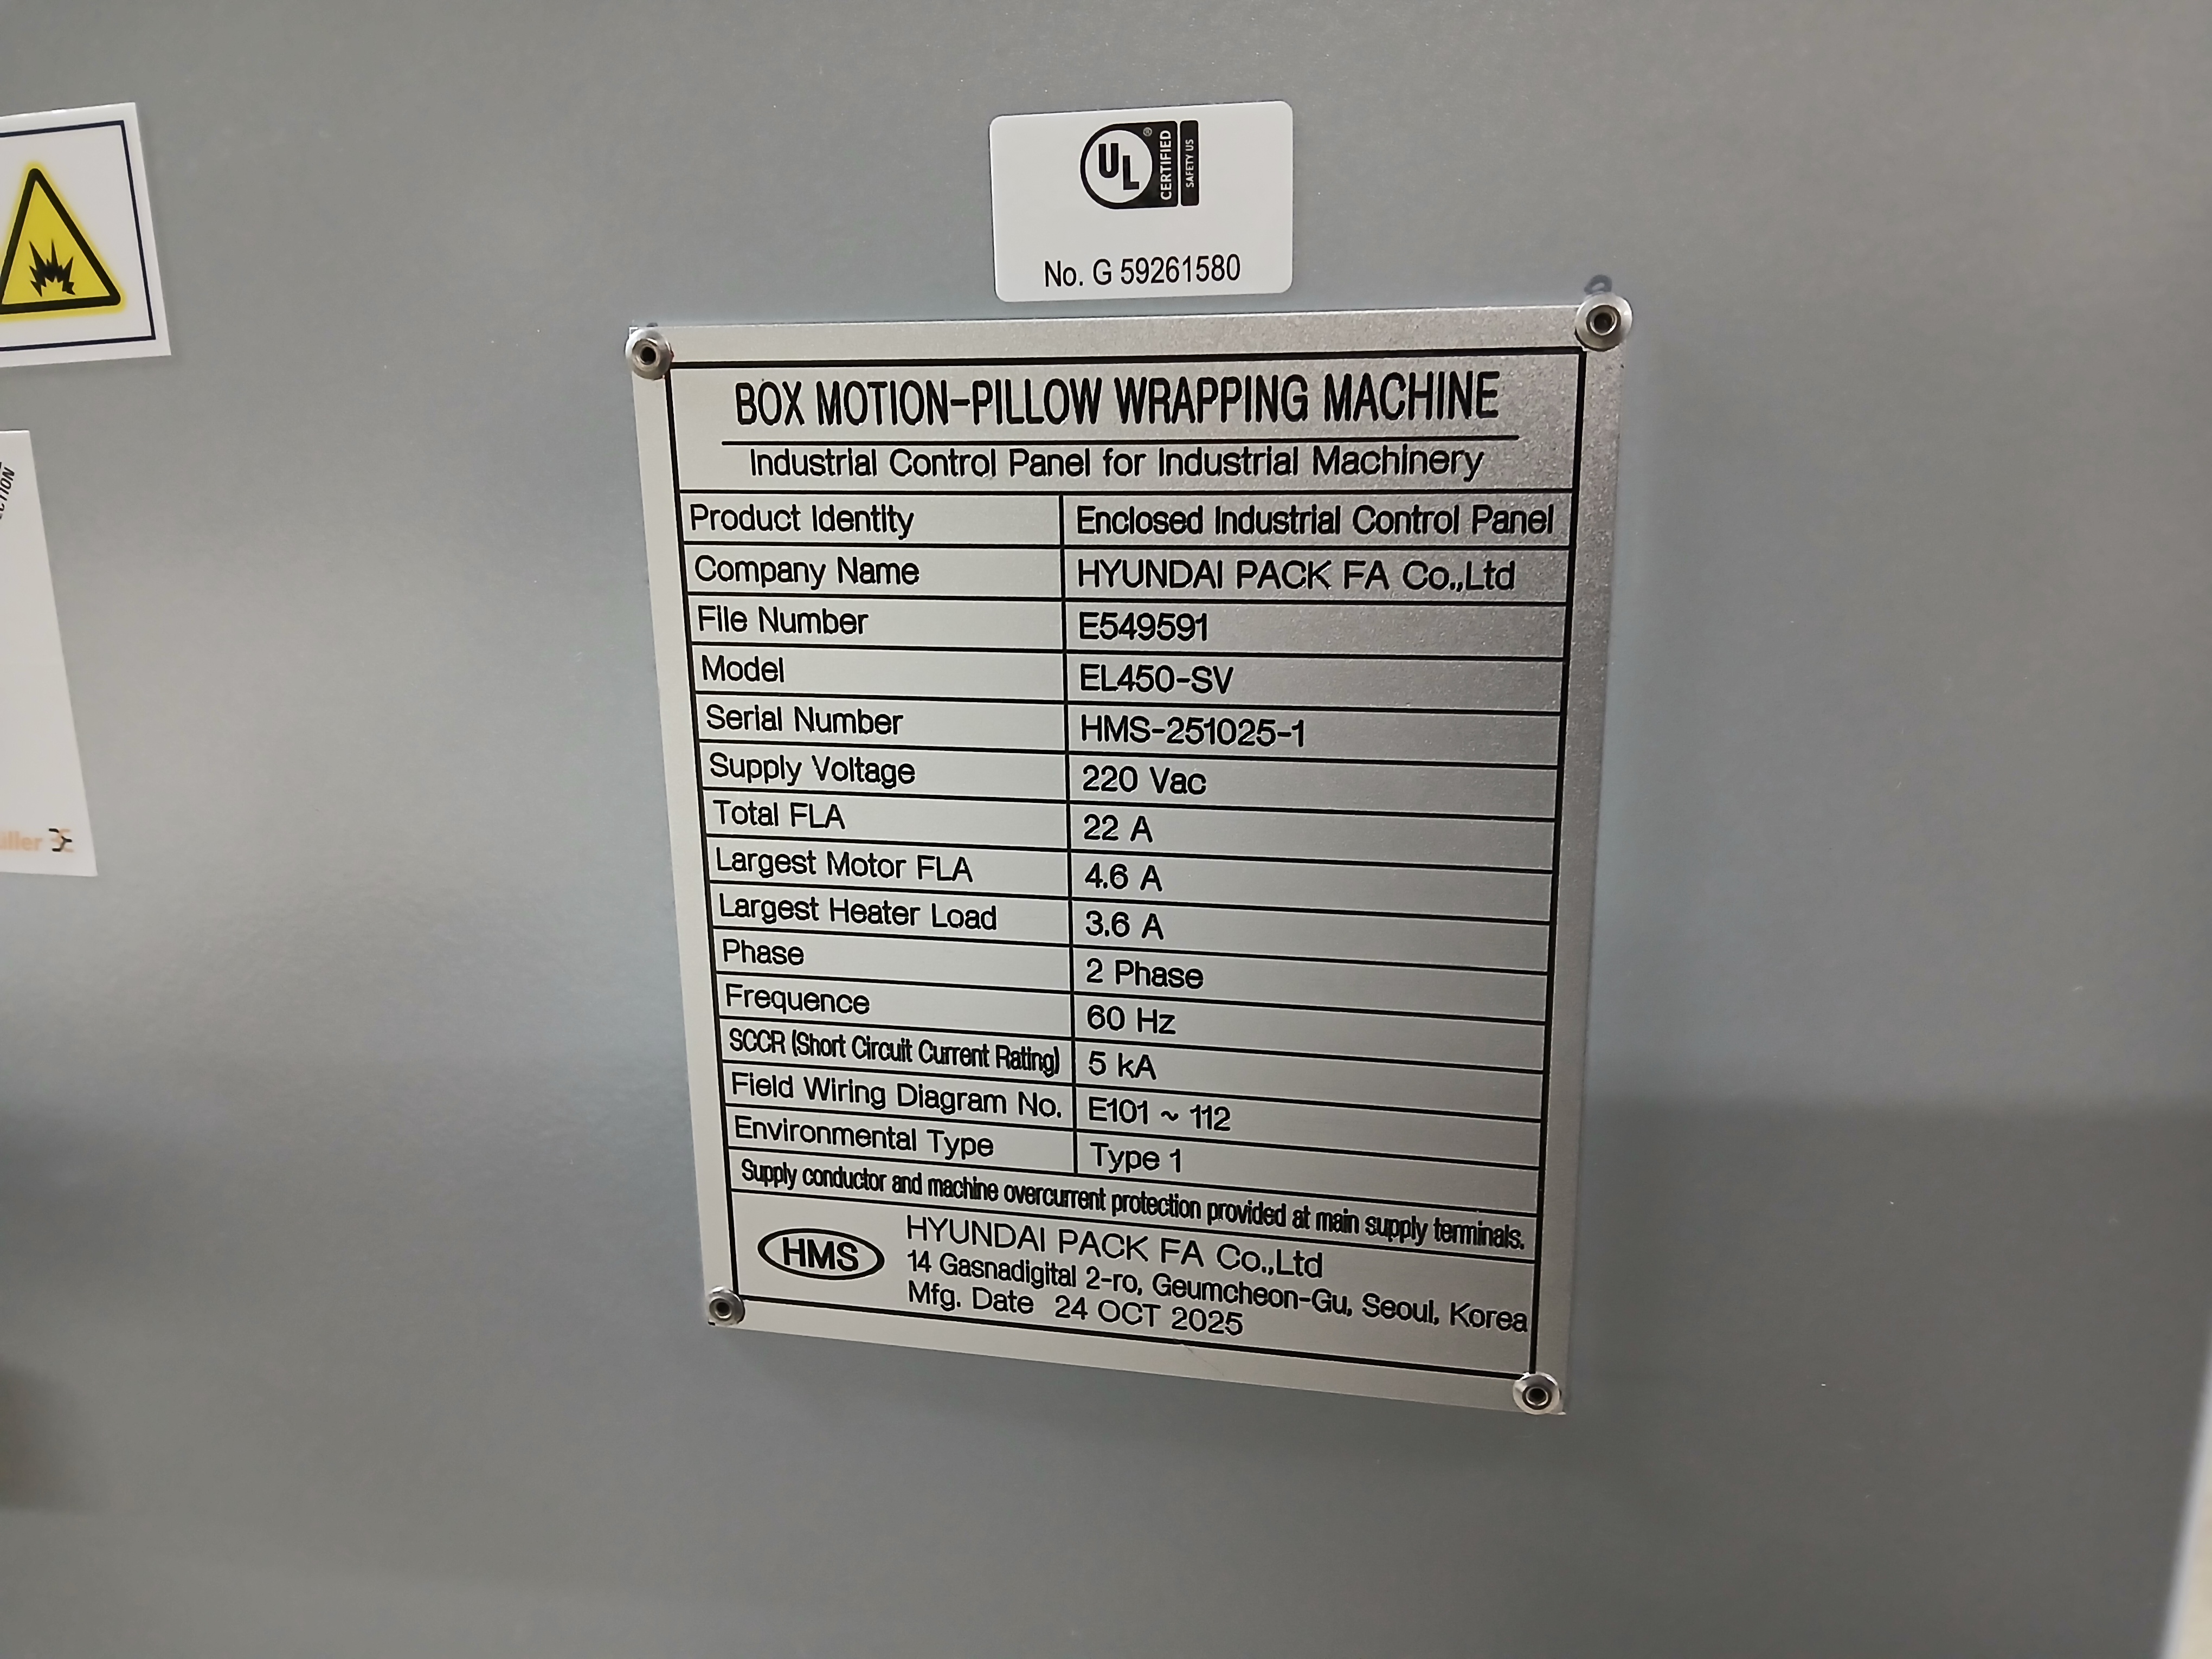 UL
®
CERTIFIED
SAFETY US
No. G 59261580
BOX MOTION-PILLOW WRAPPING MACHINE
Industrial Control Panel for Industrial Machinery
Product Identity Enclosed Industrial Control Panel
Company Name HYUNDAI PACK FA Co.,Ltd
File Number E549591
Model EL450-SV
Serial Number HMS-251025-1
Supply Voltage 220 Vac
Total FLA 22 A
Largest Motor FLA 4.6 A
Largest Heater Load 3.6 A
Phase 2 Phase
Frequence 60 Hz
SCCR (Short Circuit Current Rating) 5 kA
Field Wiring Diagram No. E101 ~ 112
Environmental Type Type 1
Supply conductor and machine overcurrent protection provided at main supply terminals.
HMS
HYUNDAI PACK FA Co.,Ltd
14 Gasnadigital 2-ro, Geumcheon-Gu, Seoul, Korea
Mfg. Date 24 OCT 2025